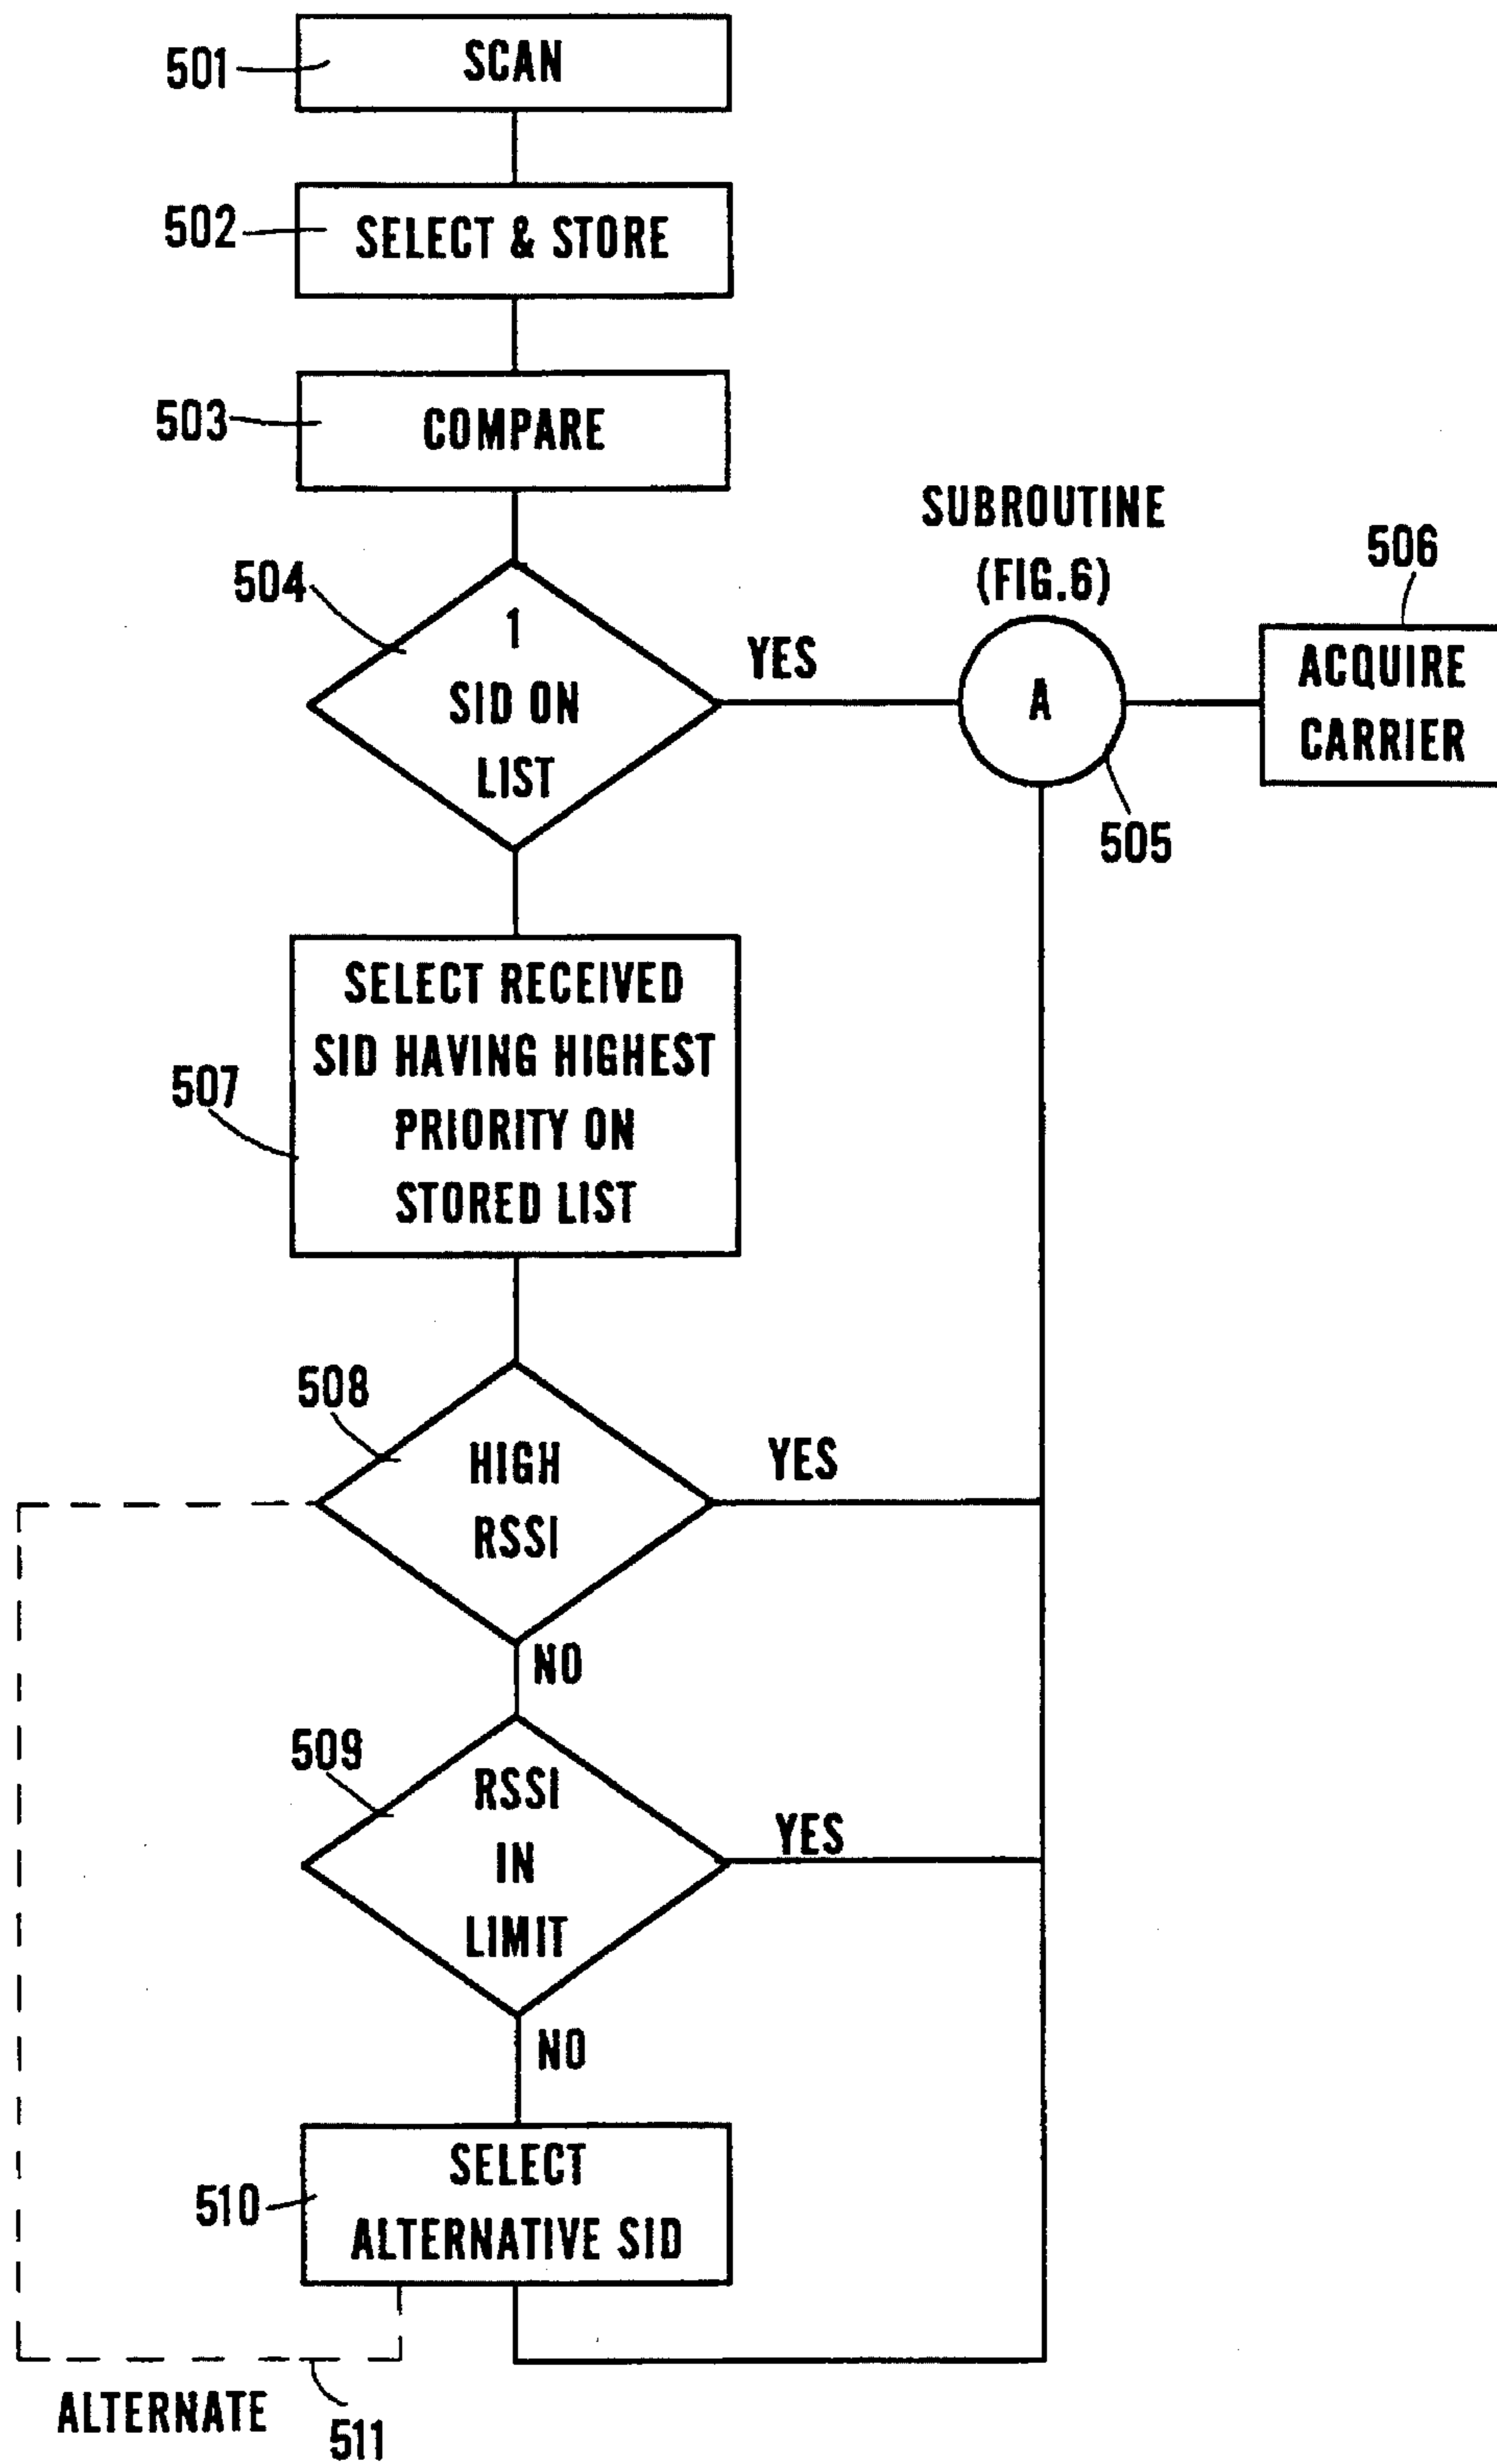 501
SCAN
502
SELECT & STORE
503
COMPARE
SUBROUTINE
(FIG.6)
504
1
SID ON
LIST
YES
A
505
506
ACQUIRE
CARRIER
507
SELECT RECEIVED
SID HAVING HIGHEST
PRIORITY ON
STORED LIST
508
HIGH
RSSI
YES
NO
509
RSSI
IN
LIMIT
YES
NO
510
SELECT
ALTERNATIVE SID
ALTERNATE
511